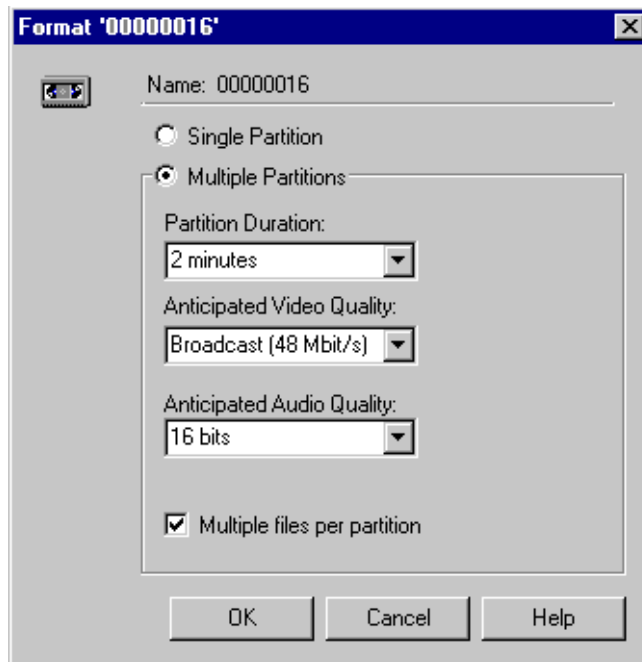 Format '00000016'
Name: 00000016
Single Partition
Multiple Partitions
Partition Duration:
2 minutes
Anticipated Video Quality:
Broadcast (48 Mbit/s)
Anticipated Audio Quality:
16 bits
Multiple files per partition
OK Cancel Help